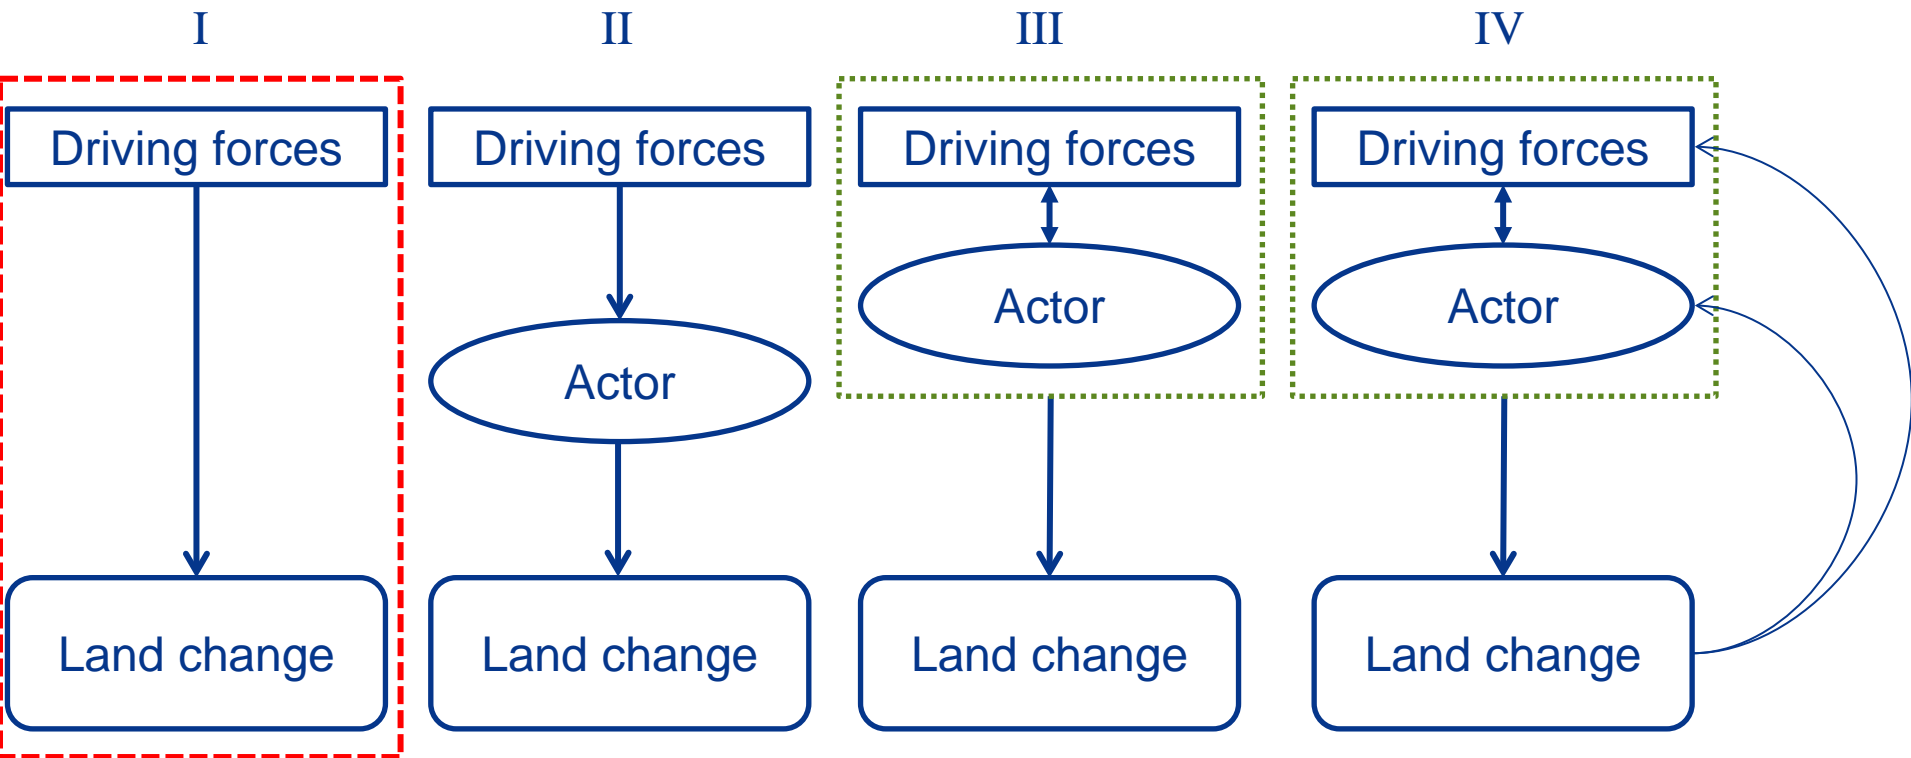 I
II
III
IV
Driving forces
Driving forces
Driving forces
Driving forces
Actor
Actor
Actor
Land change
Land change
Land change
Land change